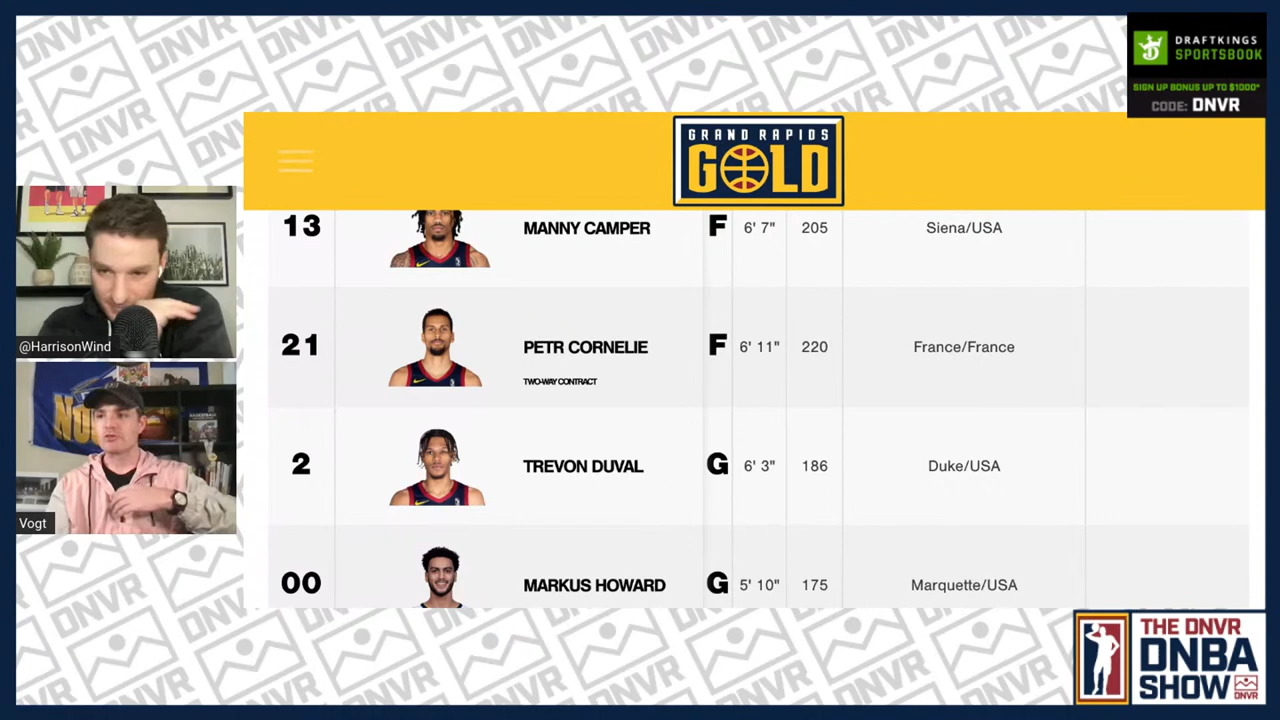 DRAFTKINGS
SPORTSBOOK
SIGN UP BONUS UP TO $1000*
CODE: DNVR
GRAND RAPIDS
GOLD
13 MANNY CAMPER F 6' 7" 205 Siena/USA
21 PETR CORNELIE F 6' 11" 220 France/France
TWO-WAY CONTRACT
2 TREVON DUVAL G 6' 3" 186 Duke/USA
00 MARKUS HOWARD G 5' 10" 175 Marquette/USA
@HarrisonWind
Vogt
THE DNVR
DNBA
SHOW
DNVR